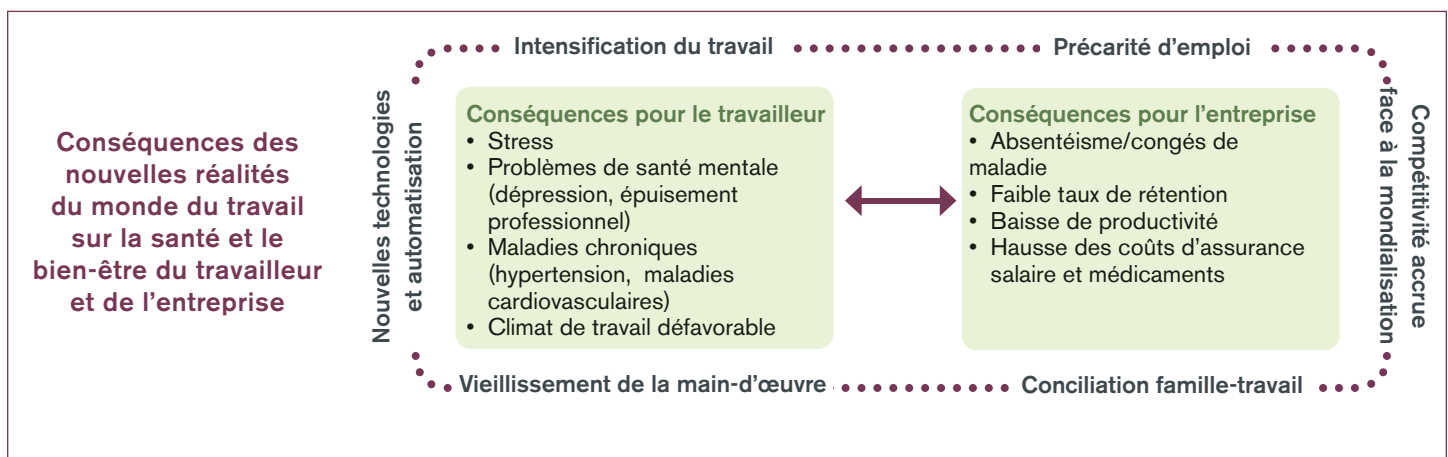 Conséquences des
nouvelles réalités
du monde du travail
sur la santé et le
bien-être du travailleur
et de l'entreprise
Nouvelles technologies
et automatisation
Intensification du travail
Précarité d'emploi
Compétitivité accrue
face à la mondialisation
Conséquences pour le travailleur
• Stress
• Problèmes de santé mentale
(dépression, épuisement
professionnel)
• Maladies chroniques
(hypertension, maladies
cardiovasculaires)
• Climat de travail défavorable
Conséquences pour l'entreprise
• Absentéisme/congés de
maladie
• Faible taux de rétention
• Baisse de productivité
• Hausse des coûts d'assurance
salaire et médicaments
Vieillissement de la main-d'œuvre
Conciliation famille-travail